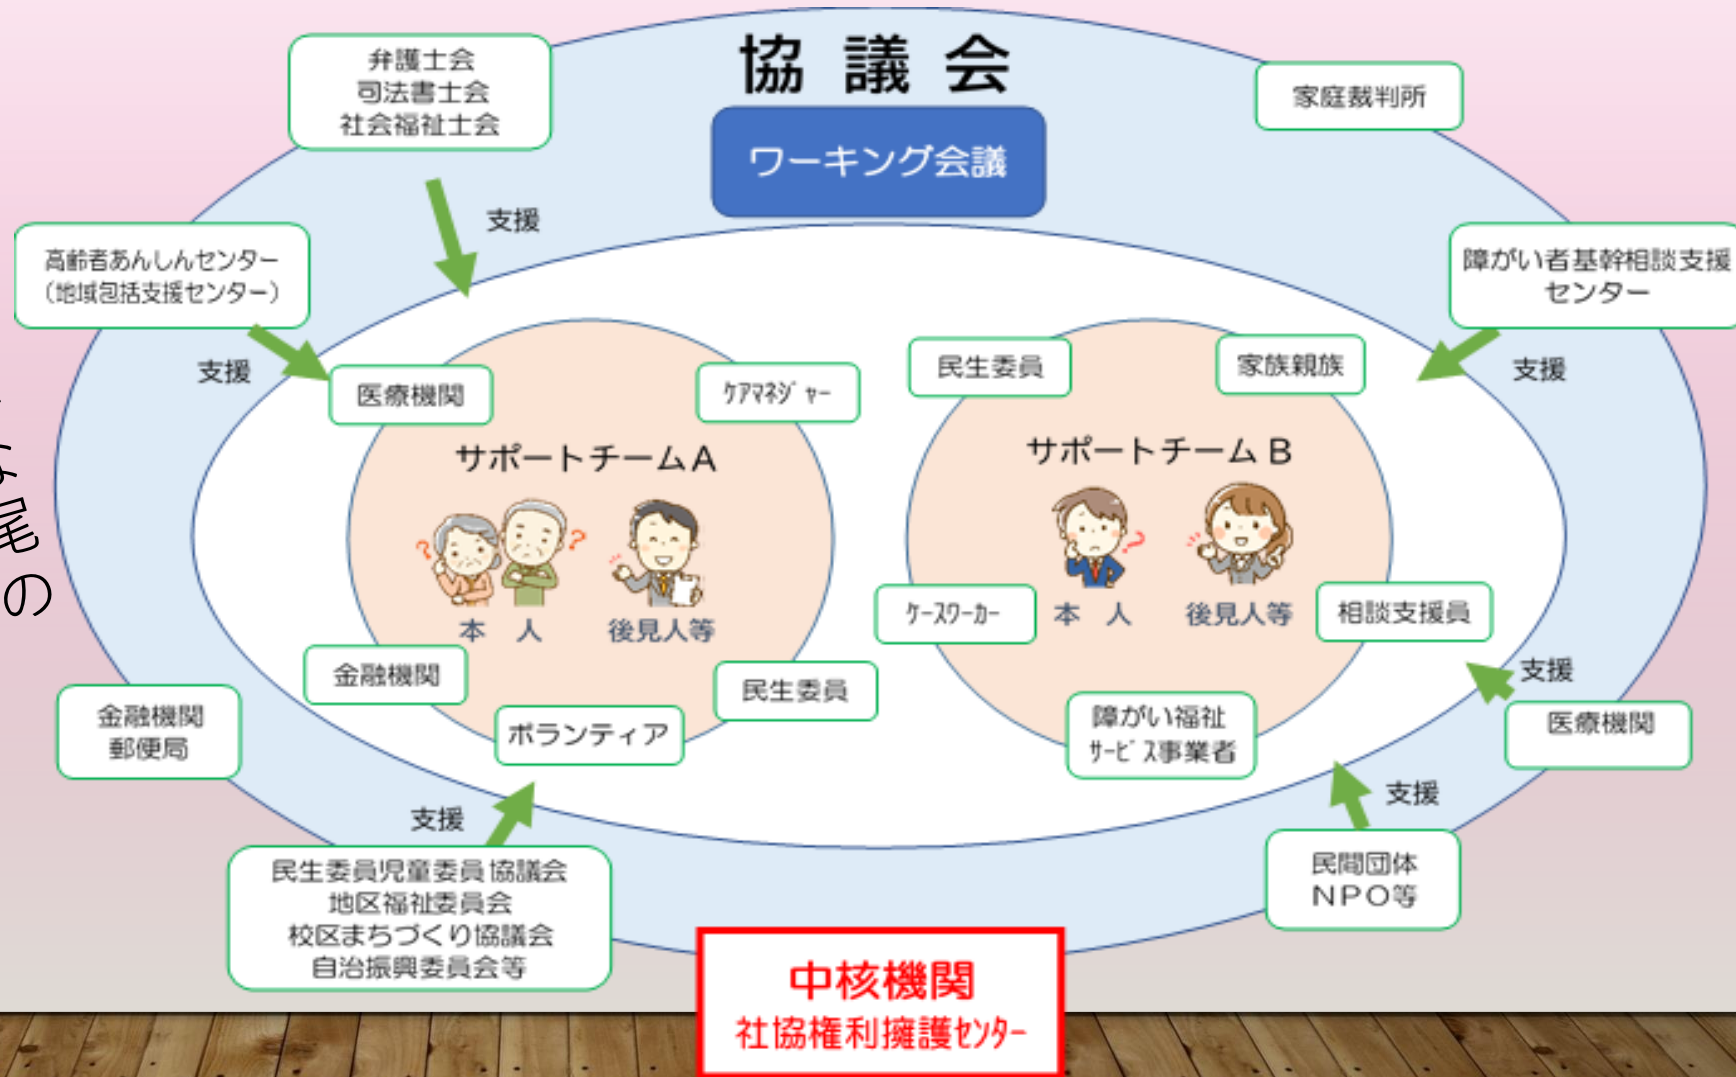 協議会
ワーキング会議
弁護士会
司法書士会
社会福祉士会
家庭裁判所
支援
高齢者あんしんセンター
(地域包括支援センター)
支援
障がい者基幹相談支援
センター
支援
医療機関
ｹｱﾏﾈｼﾞｬｰ
サポートチームA
本 人
後見人等
金融機関
ボランティア
民生委員
民生委員
家族親族
サポートチーム B
ｹｰｽﾜｰｶｰ
本 人
後見人等
相談支援員
障がい福祉
ｻｰﾋﾞｽ事業者
尾
の
金融機関
郵便局
支援
医療機関
支援
民生委員児童委員協議会
地区福祉委員会
校区まちづくり協議会
自治振興委員会等
支援
民間団体
NPO等
中核機関
社協権利擁護ｾﾝﾀｰ